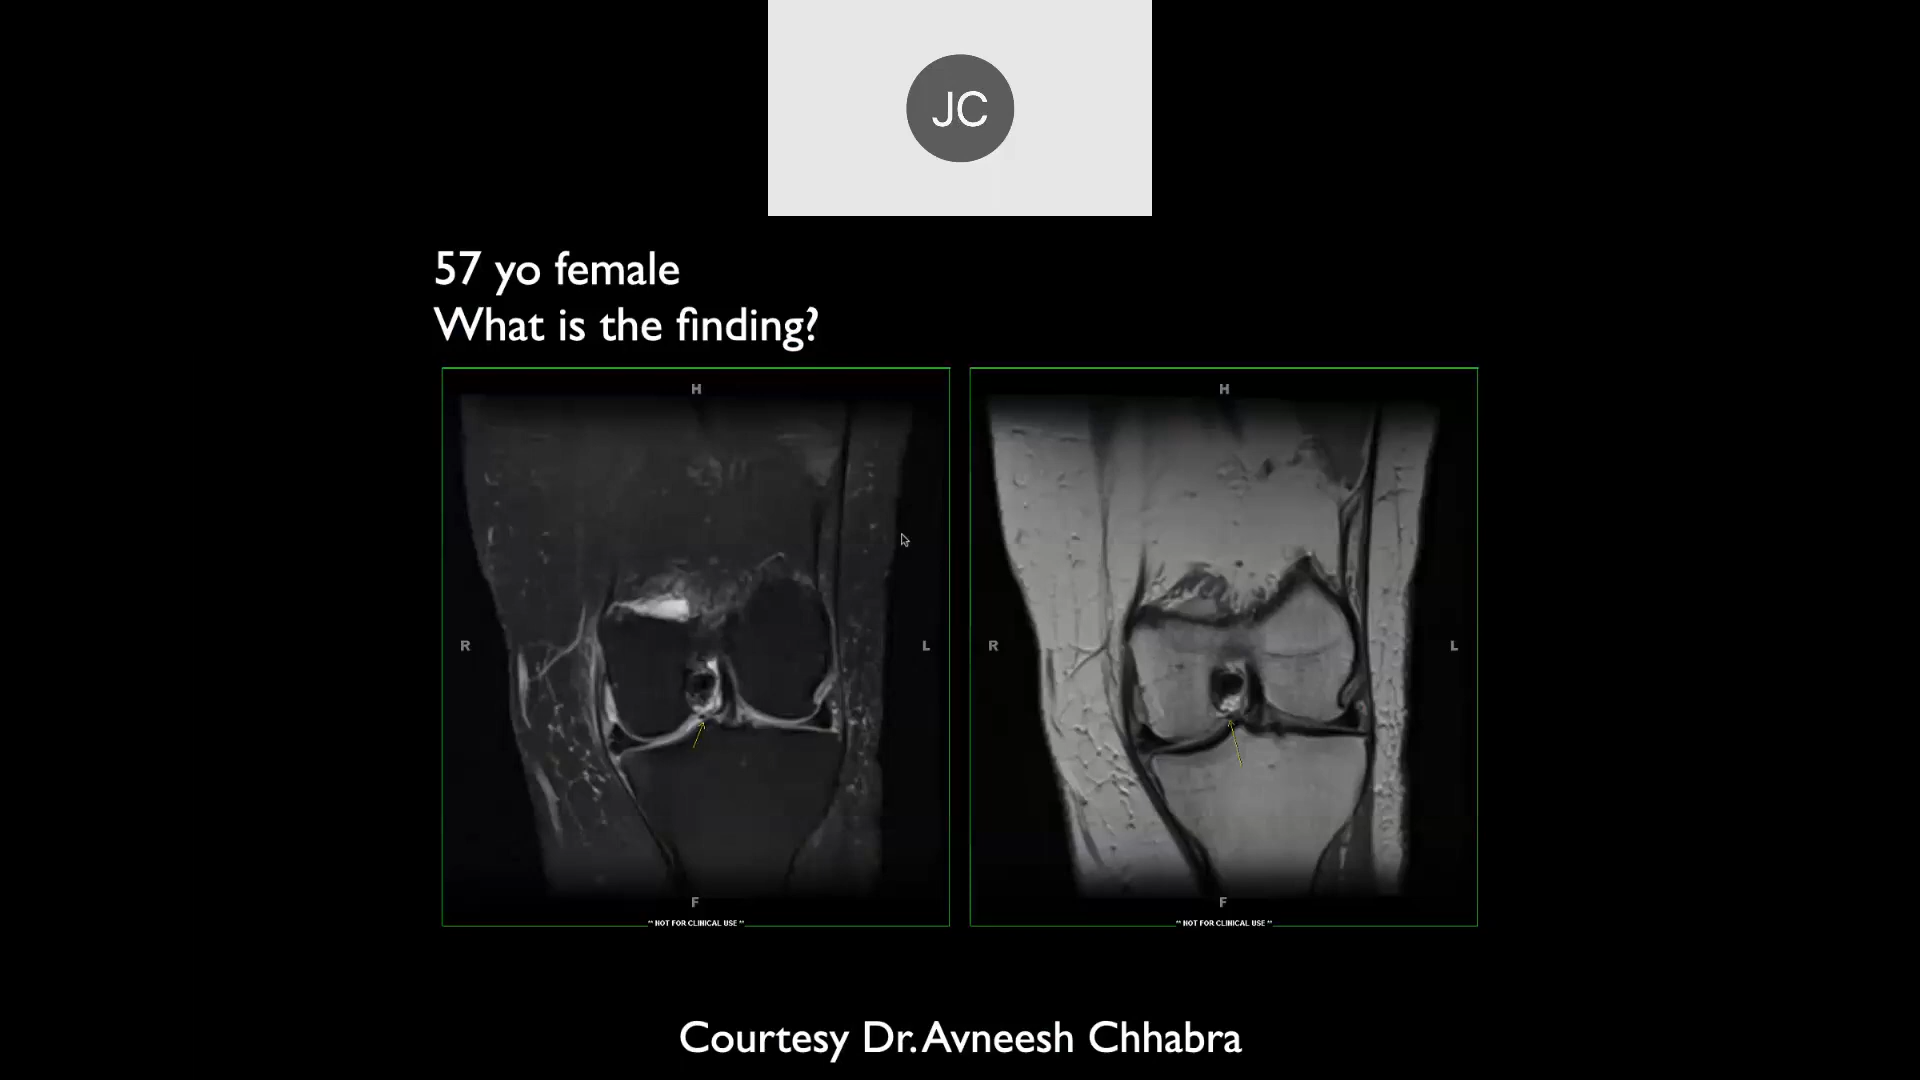 JC
57 yo female
What is the finding?
H
H
R
L
R
L
F
F
** NOT FOR CLINICAL USE **
** NOT FOR CLINICAL USE **
Courtesy Dr. Avneesh Chhabra